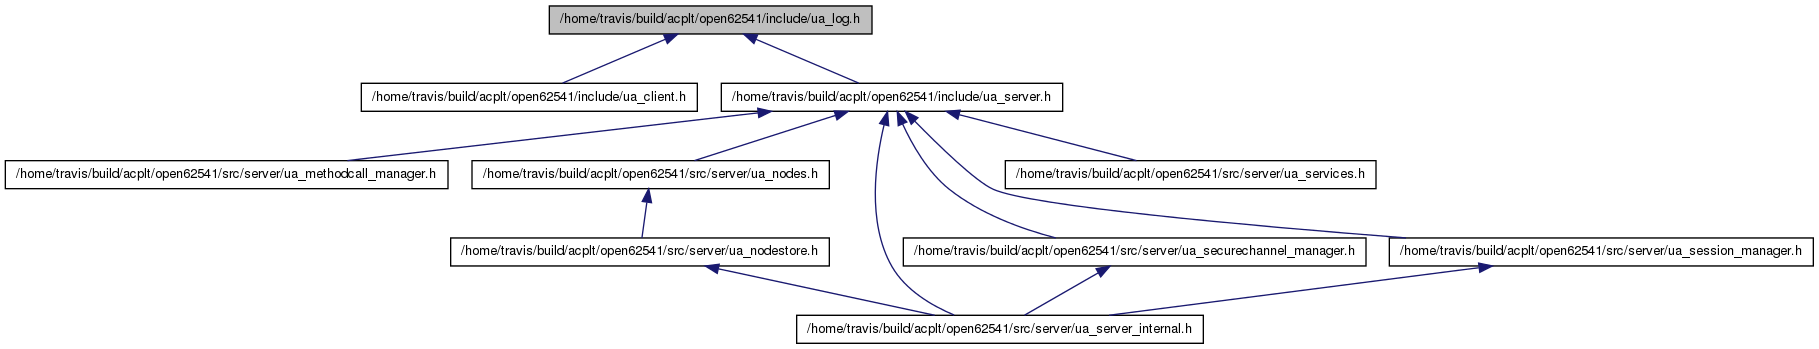 /home/travis/build/acplt/open62541/include/ua_log.h
/home/travis/build/acplt/open62541/include/ua_client.h
/home/travis/build/acplt/open62541/include/ua_server.h
/home/travis/build/acplt/open62541/src/server/ua_methodcall_manager.h
/home/travis/build/acplt/open62541/src/server/ua_nodes.h
/home/travis/build/acplt/open62541/src/server/ua_services.h
/home/travis/build/acplt/open62541/src/server/ua_nodestore.h
/home/travis/build/acplt/open62541/src/server/ua_securechannel_manager.h
/home/travis/build/acplt/open62541/src/server/ua_session_manager.h
/home/travis/build/acplt/open62541/src/server/ua_server_internal.h